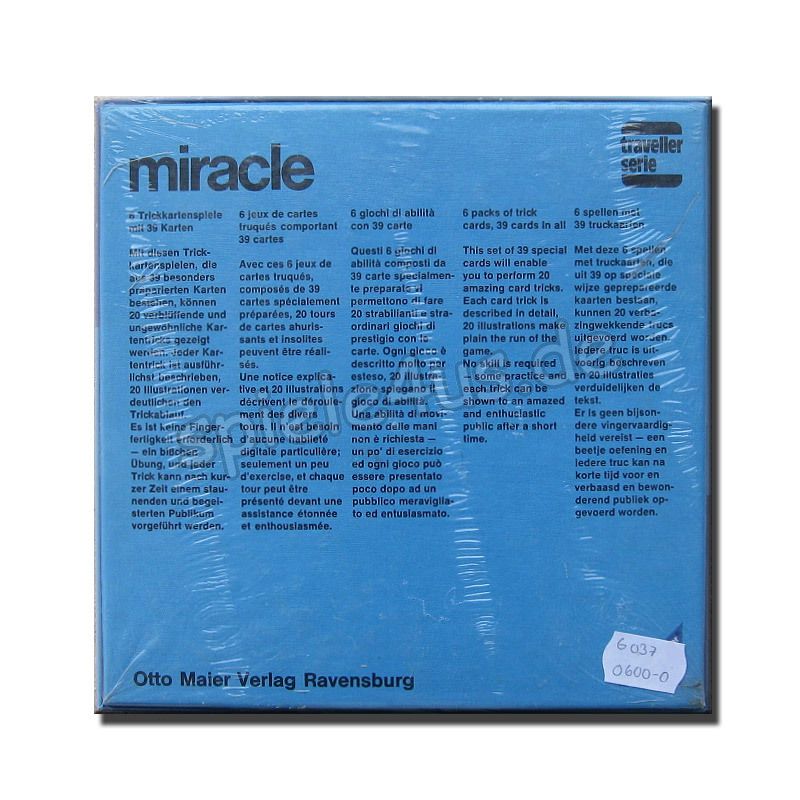 miracle
traveller
serie
6 Trickkartenspiele
mit 39 Karten
Mit diesen Trick-
kartenspielen, die
aus 39 besonders
präparierten Karten
bestehen, können
20 verblüffende und
ungewöhnliche Kar-
tentricks gezeigt
werden. Jeder Kar-
tentrick ist ausführ-
lichst beschrieben,
20 Illustrationen ver-
deutlichen den
Trickablauf.
Es ist keine Finger-
fertigkeit erforderlich
— ein bißchen
Übung, und jeder
Trick kann nach kur-
zer Zeit einem stau-
nenden und begei-
sterten Publikum
vorgeführt werden.
6 jeux de cartes
truqués comportant
39 cartes
Avec ces 6 jeux de
cartes truqués,
composés de 39
cartes spécialement
préparées, 20 tours
de cartes ahuris-
sants et insolites
peuvent être réali-
sés.
Une notice explica-
tive et 20 illustrations
décrivent le déroule-
ment des divers
tours. Il n'est besoin
d'aucune habileté
digitale particulière;
seulement un peu
d'exercise, et chaque
tour peut être
présenté devant une
assistance étonnée
et enthousiasmée.
6 giochi di abilità
con 39 carte
Questi 6 giochi di
abilità composti da
39 carte specialmen-
te preparato vi
permettono di fare
20 strabilianti e stra-
ordinari giochi di
prestigio con le
carte. Ogni gioco è
descritto molto per
esteso, 20 illustra-
zione spiegano il
gioco di abilità.
Una abilità di movi-
mento delle mani
non è richiesta —
un po' di esercizio
ed ogni gioco può
essere presentato
poco dopo ad un
pubblico meraviglia-
to ed entusiasmato.
6 packs of trick
cards, 39 cards in all
This set of 39 special
cards will enable
you to perform 20
amazing card tricks.
Each card trick is
described in detail,
20 illustrations make
plain the run of the
game.
No skill is required
— some practice and
each trick can be
shown to an amazed
and enthuclastic
public after a short
time.
6 spellen met
39 truckaarten
Met deze 6 spellen
met truckaarden, die
uit 39 op speciale
wijze geprepareerde
kaarten bestaan,
kunnen 20 verba-
zingwekkende trucs
uitgevoerd worden.
Iedere truc is uit-
voerig beschreven
en 20 illustraties
verduidelijken de
tekst.
Er is geen bijson-
dere vingervaardig-
heid vereist — een
beetje oefening en
iedere truc kan na
korte tijd voor en
verbaasd en bewon-
derend publiek op-
gevoerd worden.
spiele4us.de
Otto Maier Verlag Ravensburg
6037
0600-0